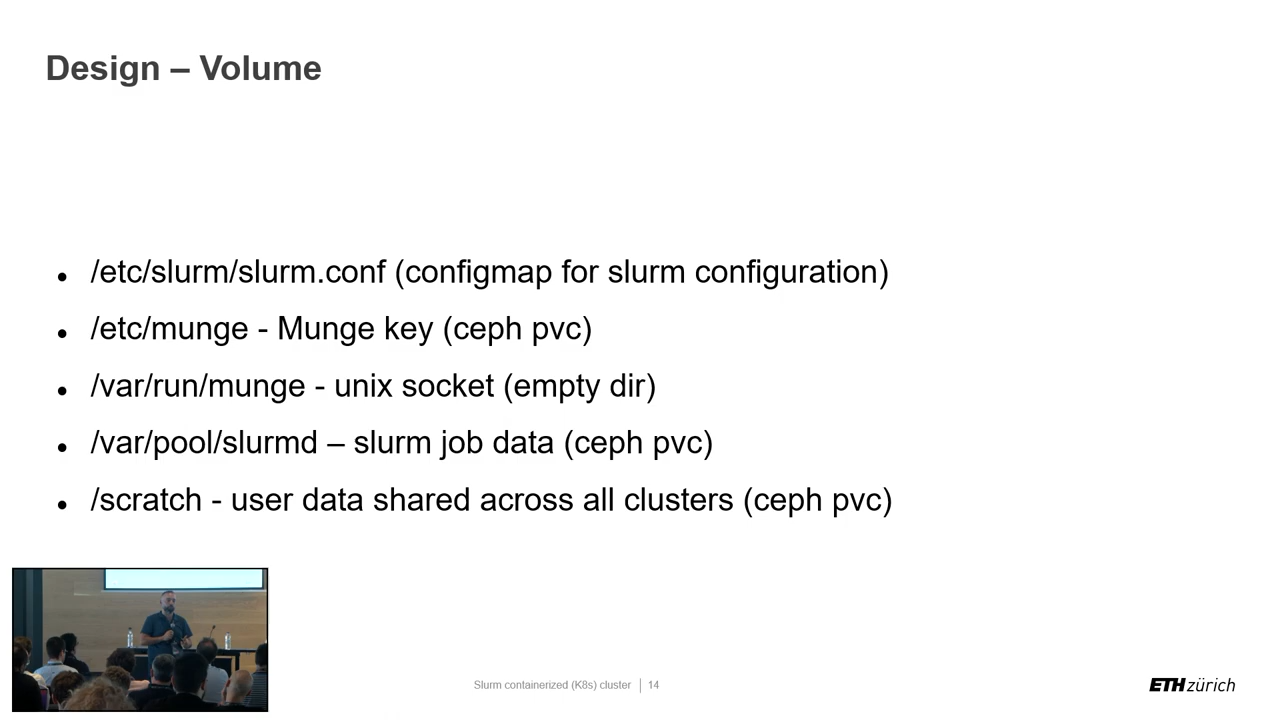 Design – Volume
/etc/slurm/slurm.conf (configmap for slurm configuration)
/etc/munge - Munge key (ceph pvc)
/var/run/munge - unix socket (empty dir)
/var/pool/slurmd – slurm job data (ceph pvc)
/scratch - user data shared across all clusters (ceph pvc)
Slurm containerized (K8s) cluster | 14
ETH zürich